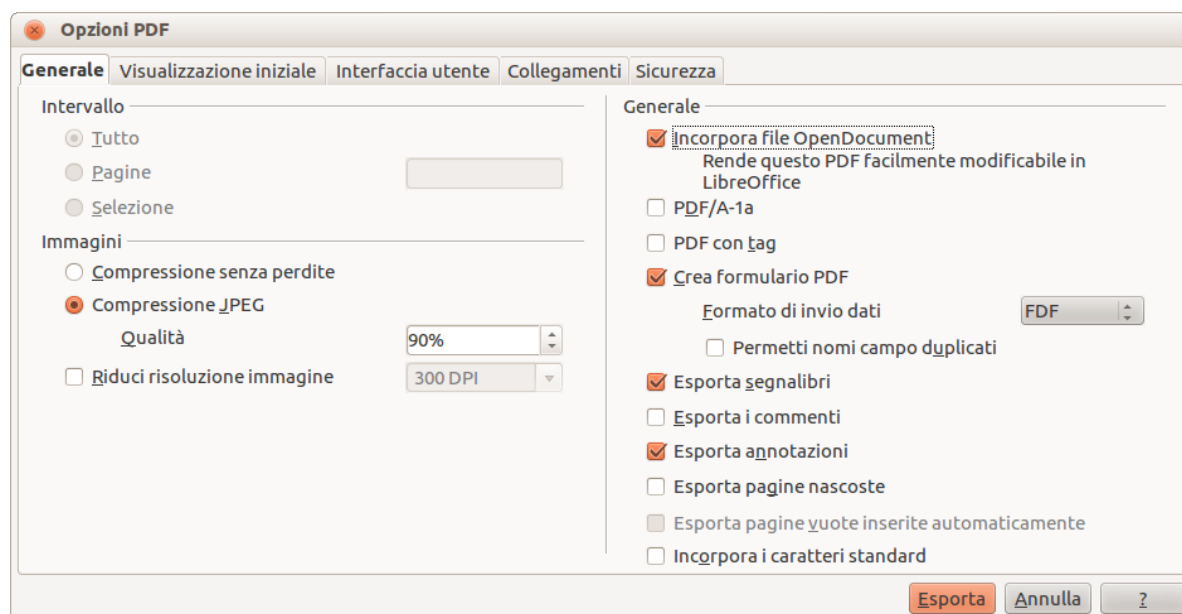 Opzioni PDF
Generale Visualizzazione iniziale Interfaccia utente Collegamenti Sicurezza
Intervallo
Tutto
Pagine
Selezione
Immagini
Compressione senza perdite
Compressione JPEG
Qualità 90%
Riduci risoluzione immagine 300 DPI
Generale
Incorpora file OpenDocument
Rende questo PDF facilmente modificabile in
LibreOffice
PDF/A-1a
PDF con tag
Crea formulario PDF
Formato di invio dati FDF
Permetti nomi campo duplicati
Esporta segnalibri
Esporta i commenti
Esporta annotazioni
Esporta pagine nascoste
Esporta pagine vuote inserite automaticamente
Incorpora i caratteri standard
Esporta Annulla ?